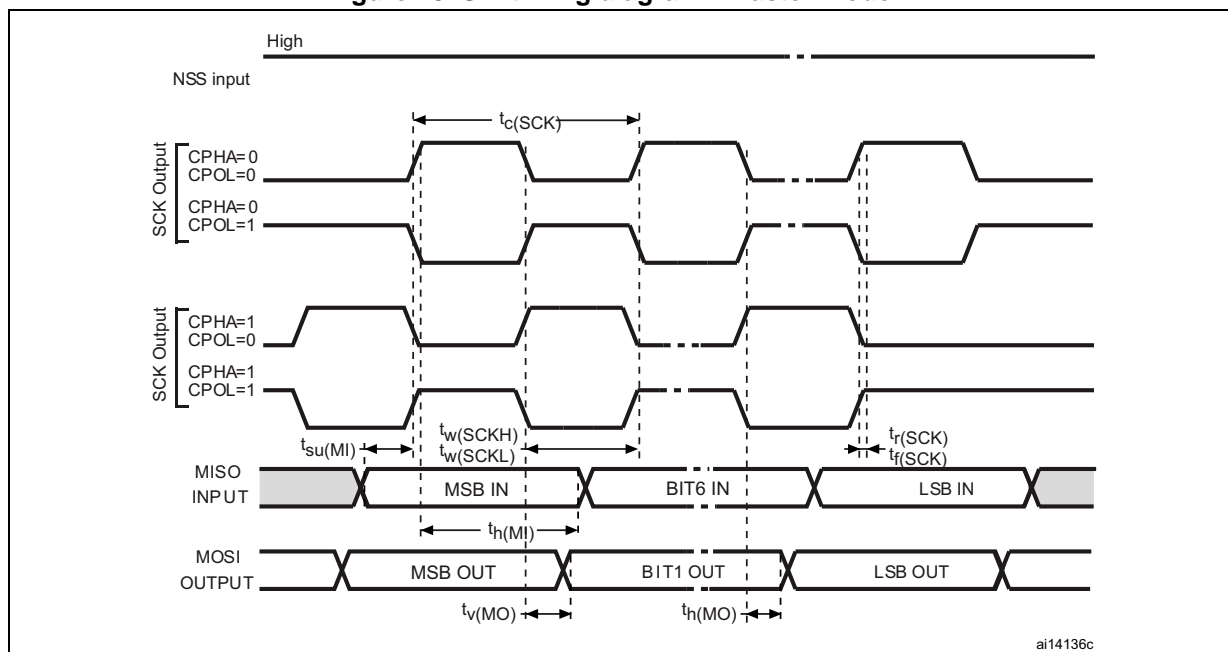 High
NSS input
tc(SCK)
SCK Output
CPHA=0
CPOL=0
CPHA=0
CPOL=1
SCK Output
CPHA=1
CPOL=0
CPHA=1
CPOL=1
tsu(MI)
tw(SCKH)
tw(SCKL)
tr(SCK)
tf(SCK)
MISO
INPUT
MSB IN
BIT6 IN
LSB IN
th(MI)
MOSI
OUTPUT
MSB OUT
BIT1 OUT
LSB OUT
tv(MO)
th(MO)
ai14136c